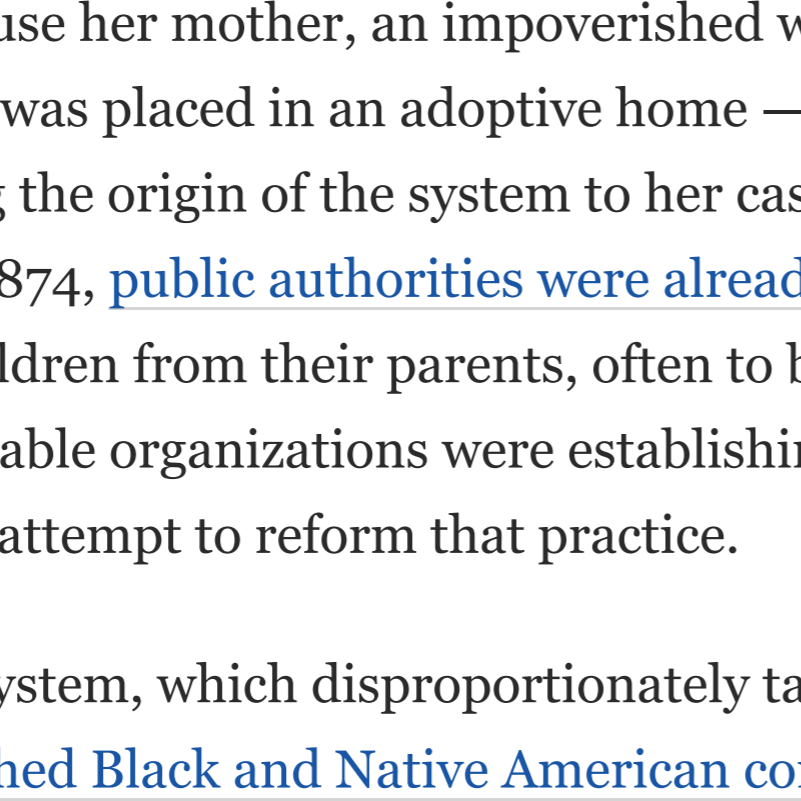 use her mother, an impoverished w
was placed in an adoptive home —
g the origin of the system to her cas
874, public authorities were alread
ldren from their parents, often to b
able organizations were establishin
attempt to reform that practice.
ystem, which disproportionately ta
hed Black and Native American co